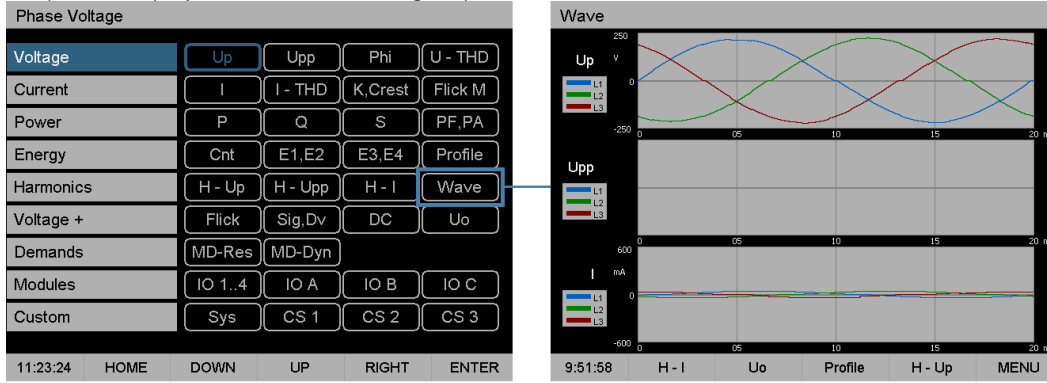 Phase Voltage
Voltage Up Upp Phi U - THD
Current I I - THD K,Crest Flick M
Power P Q S PF,PA
Energy Cnt E1,E2 E3,E4 Profile
Harmonics H - Up H - Upp H - I Wave
Voltage + Flick Sig,Dv DC Uo
Demands MD-Res MD-Dyn
Modules IO 1..4 IO A IO B IO C
Custom Sys CS 1 CS 2 CS 3
11:23:24 HOME DOWN UP RIGHT ENTER
Wave
250
Up V
L1
0
L2
L3
-250
0 05 10 15 20
Upp
L1
L2
L3
0 05 10 15 20
600
I mA
L1
0
L2
L3
-600
0 05 10 15 20
9:51:58 H - I Uo Profile H - Up MENU